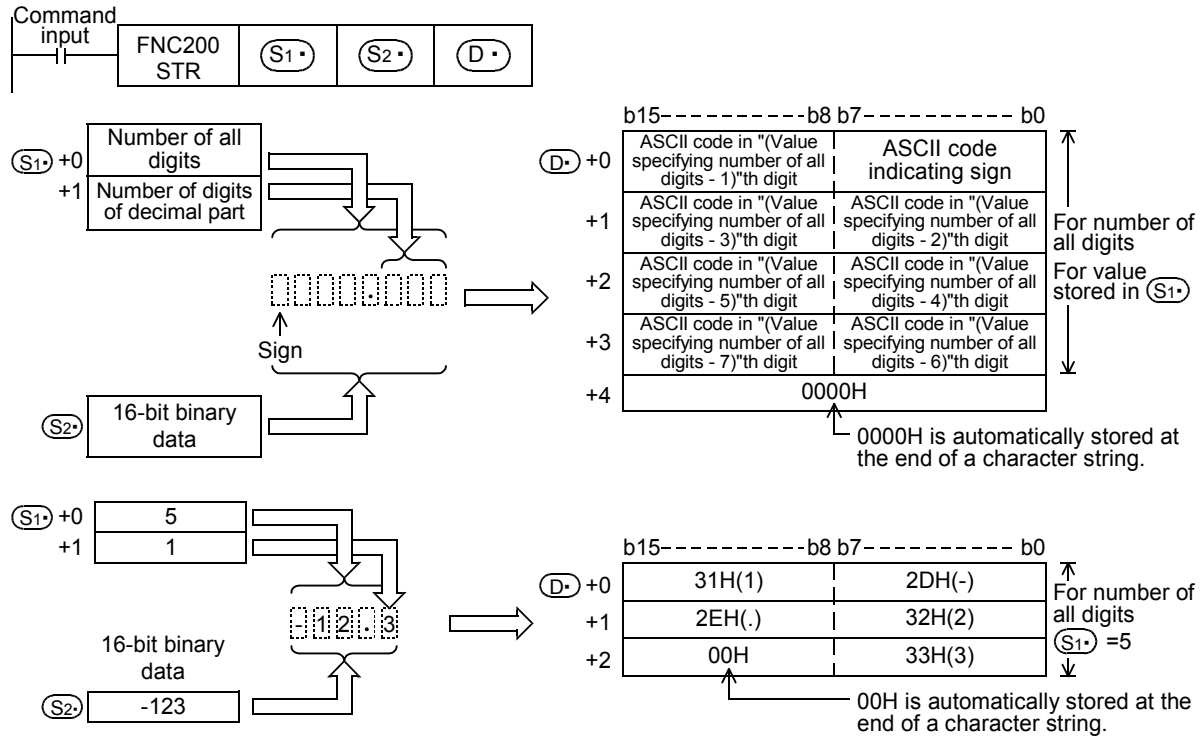 Command
input
FNC200
STR
S1·
S2·
D·
S1· +0
Number of all
digits
+1
Number of digits
of decimal part
.
Sign
S2·
16-bit binary
data
b15 b8 b7 b0
D· +0
ASCII code in "(Value
specifying number of all
digits - 1)"th digit
ASCII code
indicating sign
+1
ASCII code in "(Value
specifying number of all
digits - 3)"th digit
ASCII code in "(Value
specifying number of all
digits - 2)"th digit
+2
ASCII code in "(Value
specifying number of all
digits - 5)"th digit
ASCII code in "(Value
specifying number of all
digits - 4)"th digit
+3
ASCII code in "(Value
specifying number of all
digits - 7)"th digit
ASCII code in "(Value
specifying number of all
digits - 6)"th digit
+4
0000H
For number of
all digits
For value
stored in S1·
0000H is automatically stored at
the end of a character string.
S1· +0
5
+1
1
- 1 2 . 3
16-bit binary
data
S2·
-123
b15 b8 b7 b0
D· +0
31H(1)
2DH(-)
+1
2EH(.)
32H(2)
+2
00H
33H(3)
For number of
all digits
S1· =5
00H is automatically stored at the
end of a character string.